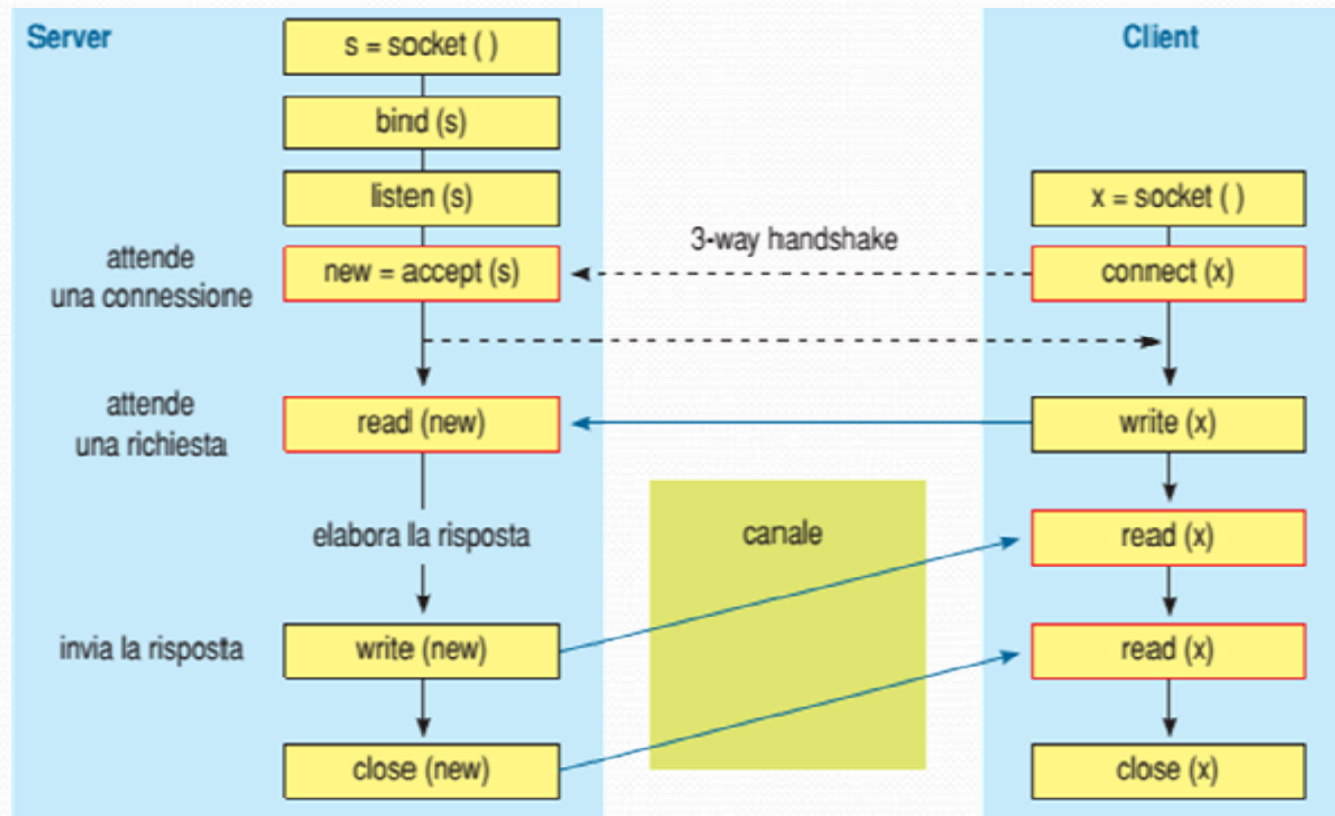 Server
s = socket ( )
bind (s)
listen (s)
attende
una connessione
new = accept (s)
attende
una richiesta
read (new)
elabora la risposta
invia la risposta
write (new)
close (new)
3-way handshake
canale
Client
x = socket ( )
connect (x)
write (x)
read (x)
read (x)
close (x)